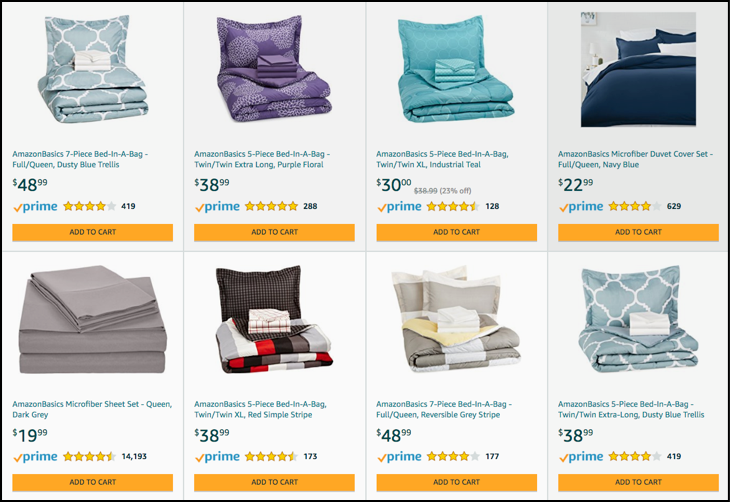 AmazonBasics 7-Piece Bed-In-A-Bag -
Full/Queen, Dusty Blue Trellis
$48 99
prime 419
ADD TO CART
AmazonBasics 5-Piece Bed-In-A-Bag -
Twin/Twin Extra Long, Purple Floral
$38 99
prime 288
ADD TO CART
AmazonBasics 5-Piece Bed-In-A-Bag,
Twin/Twin XL, Industrial Teal
$30 00 $38.99 (23% off)
prime 128
ADD TO CART
AmazonBasics Microfiber Duvet Cover Set -
Full/Queen, Navy Blue
$22 99
prime 629
ADD TO CART
AmazonBasics Microfiber Sheet Set - Queen,
Dark Grey
$19 99
prime 14,193
ADD TO CART
AmazonBasics 5-Piece Bed-In-A-Bag,
Twin/Twin XL, Red Simple Stripe
$38 99
prime 173
ADD TO CART
AmazonBasics 7-Piece Bed-In-A-Bag -
Full/Queen, Reversible Grey Stripe
$48 99
prime 177
ADD TO CART
AmazonBasics 5-Piece Bed-In-A-Bag -
Twin/Twin Extra-Long, Dusty Blue Trellis
$38 99
prime 419
ADD TO CART